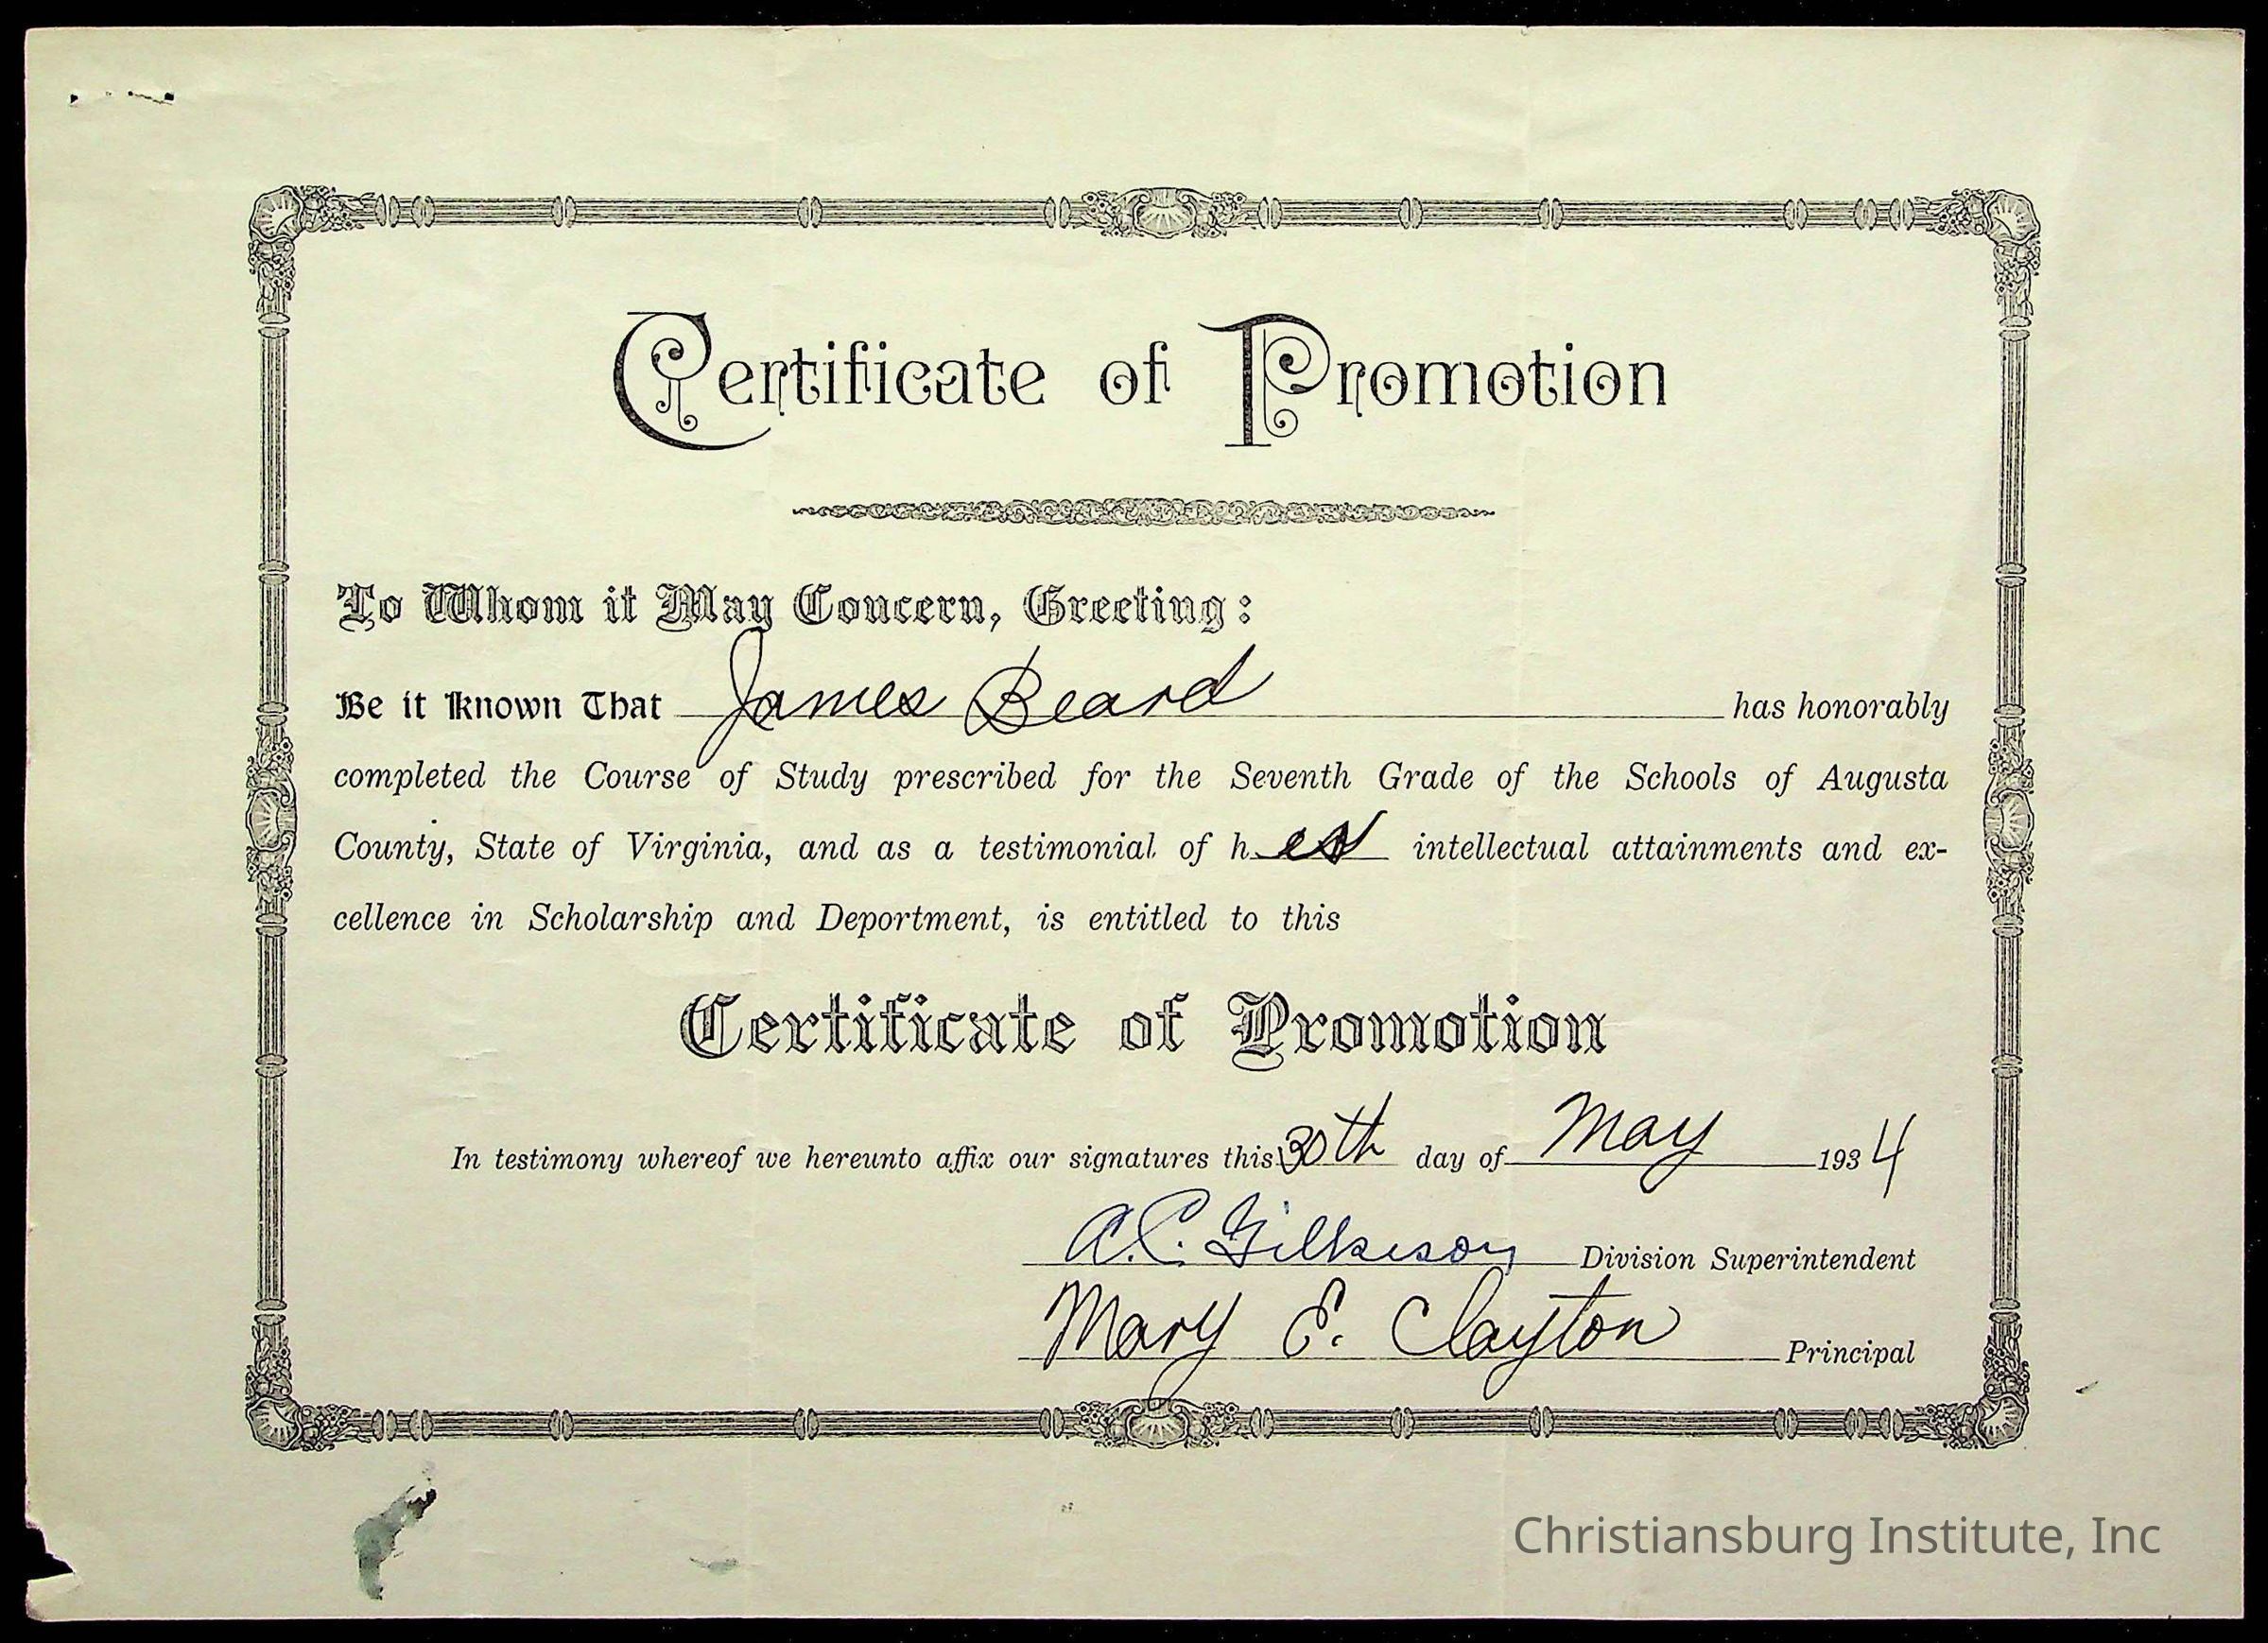 Certificate of Promotion
To Whom it May Concern, Greeting:
Be it Known That James Beard has honorably
completed the Course of Study prescribed for the Seventh Grade of the Schools of Augusta
County, State of Virginia, and as a testimonial of h intellectual attainments and ex-
cellence in Scholarship and Deportment, is entitled to this
Certificate of Promotion
In testimony whereof we hereunto affix our signatures this 30th day of May 1934
A.C. Gilkeson Division Superintendent
Mary E. Clayton Principal
Christiansburg Institute, Inc